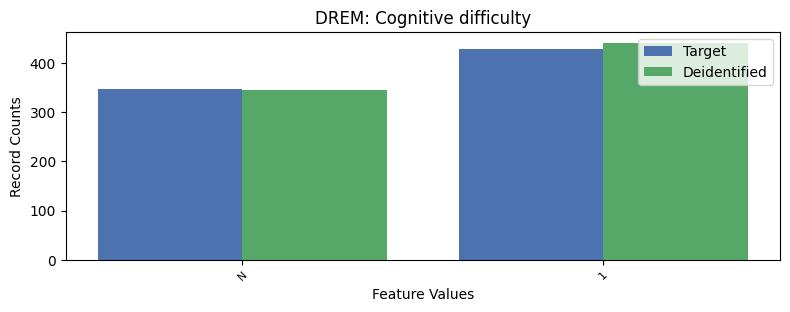 DREM: Cognitive difficulty
Target
Deidentified
Record Counts
400
300
200
100
0
N
1
Feature Values